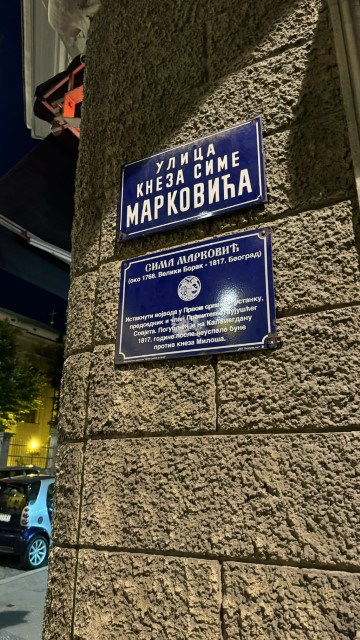 УЛИЦА
КНЕЗА СИМЕ
МАРКОВИЋА
СИМА МАРКОВИЋ
(око 1768, Велики Борак - 1817. Београд)
Истакнути војвода у Првом српском устанку,
председник и члан Правитељствујушћег
Совјета. Погубљен на Калемегдану
1817. године после неуспеле буне
против кнеза Милоша.